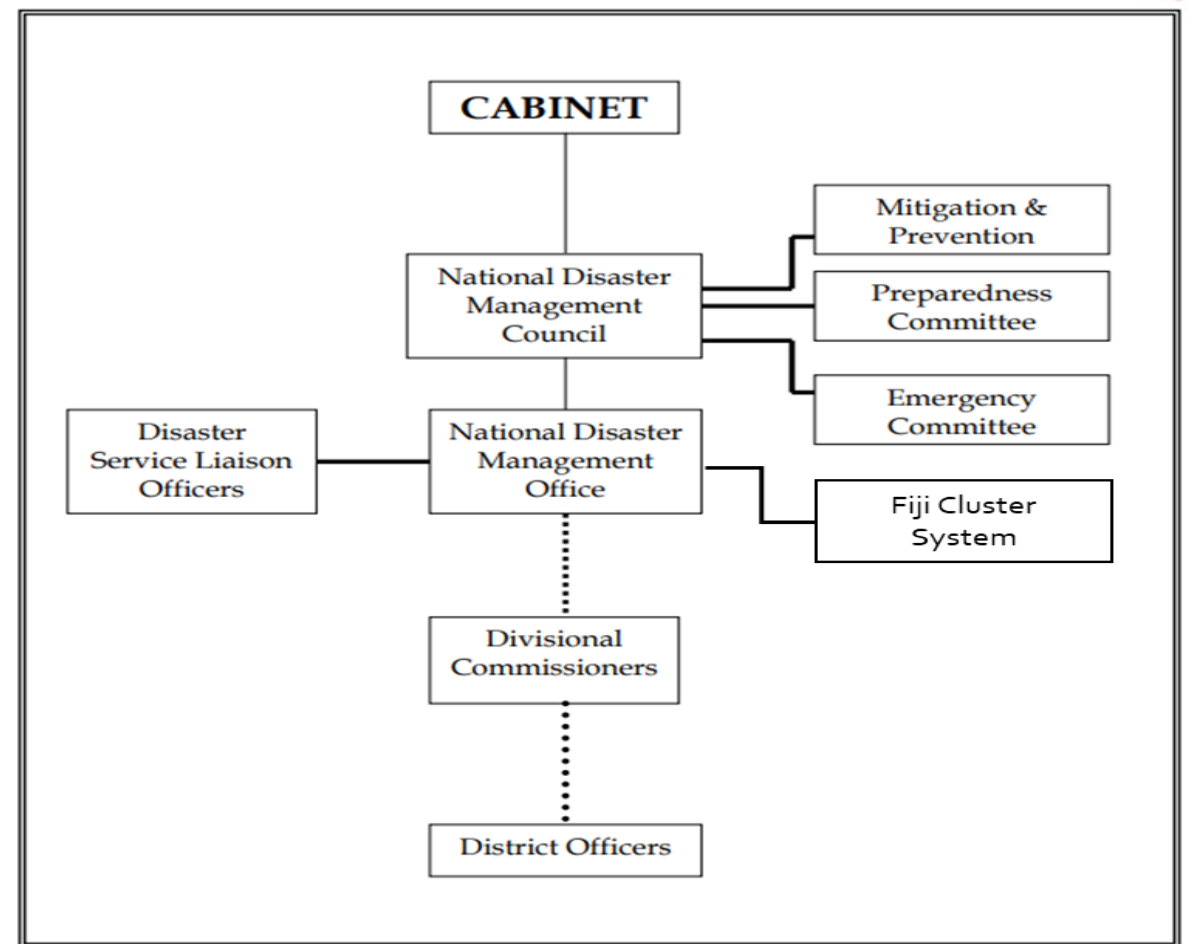 CABINET
Mitigation &
Prevention
National Disaster
Management
Council
Preparedness
Committee
Emergency
Committee
Disaster
Service Liaison
Officers
National Disaster
Management
Office
Fiji Cluster
System
Divisional
Commissioners
District Officers